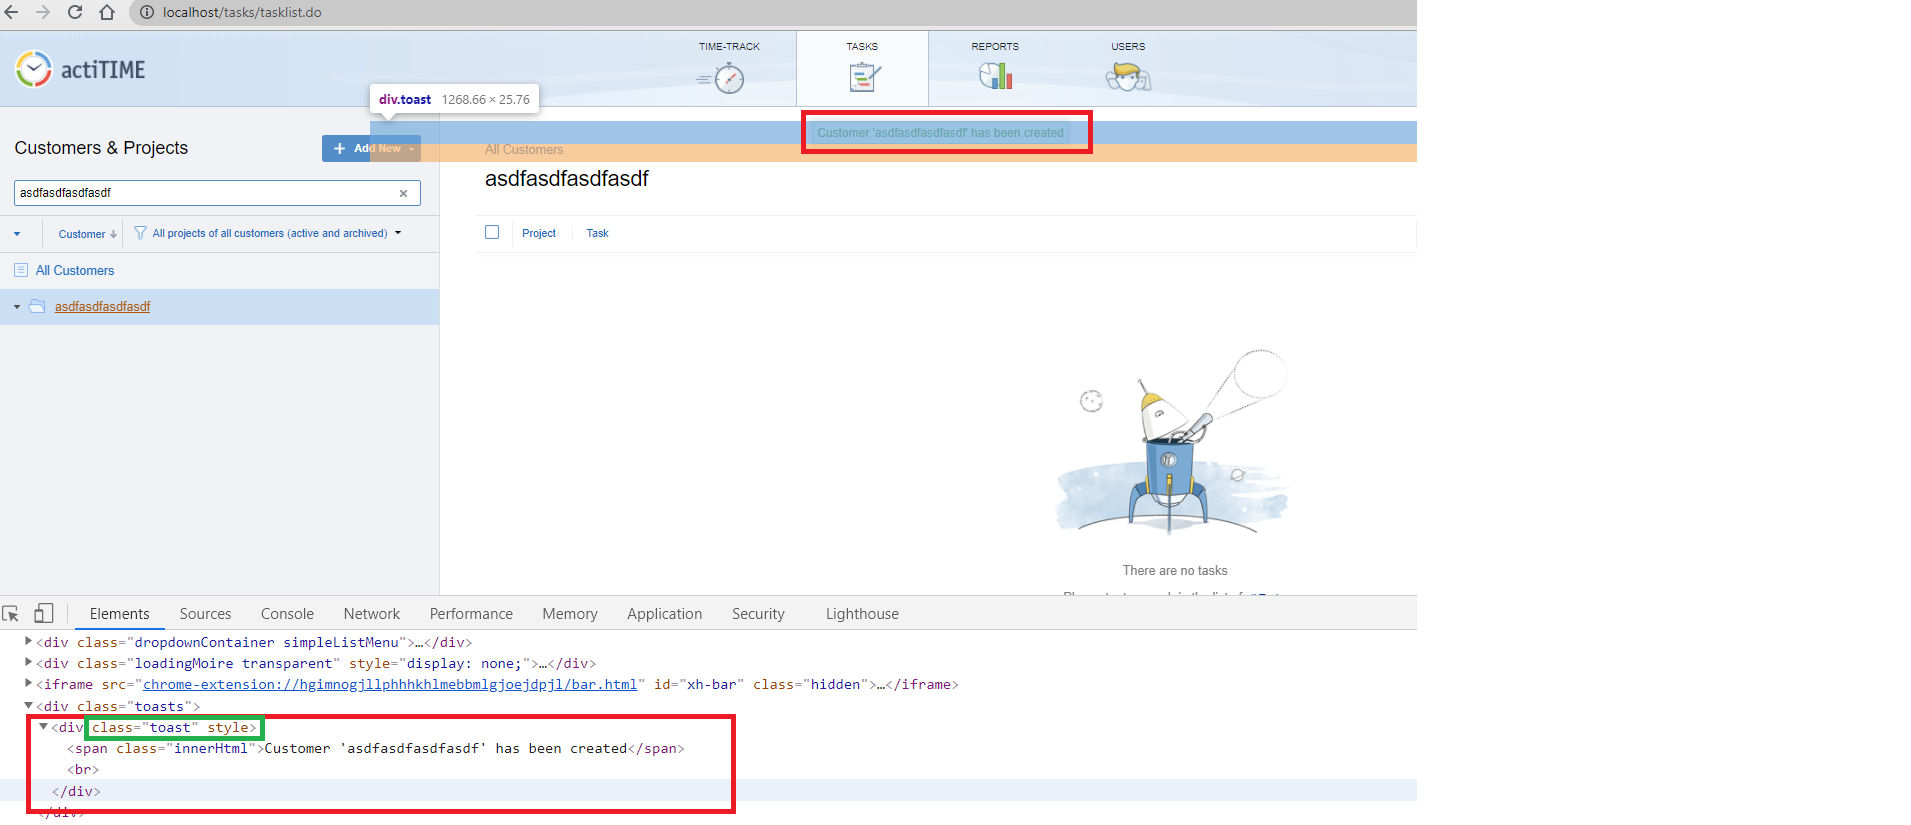 localhost/tasks/tasklist.do
TIME-TRACK
TASKS
REPORTS
USERS
actiTIME
div.toast 1268.66 × 25.76
Customer 'asdfasdfasdfasdf' has been created
Customers & Projects
Add New
All Customers
asdfasdfasdfasdf
asdfasdfasdfasdf
Project Task
Customer
All projects of all customers (active and archived)
All Customers
asdfasdfasdfasdf
There are no tasks
Elements Sources Console Network Performance Memory Application Security Lighthouse
<div class="dropdownContainer simpleListMenu">…</div>
<div class="loadingMoire transparent" style="display: none;">…</div>
<iframe src="chrome-extension://hgimnogjllphhhkhlmebbmlgjoejdpjl/bar.html" id="xh-bar" class="hidden">…</iframe>
<div class="toasts">
<div class="toast" style>
<span class="innerHtml">Customer 'asdfasdfasdfasdf' has been created</span>
<br>
</div>
</div>